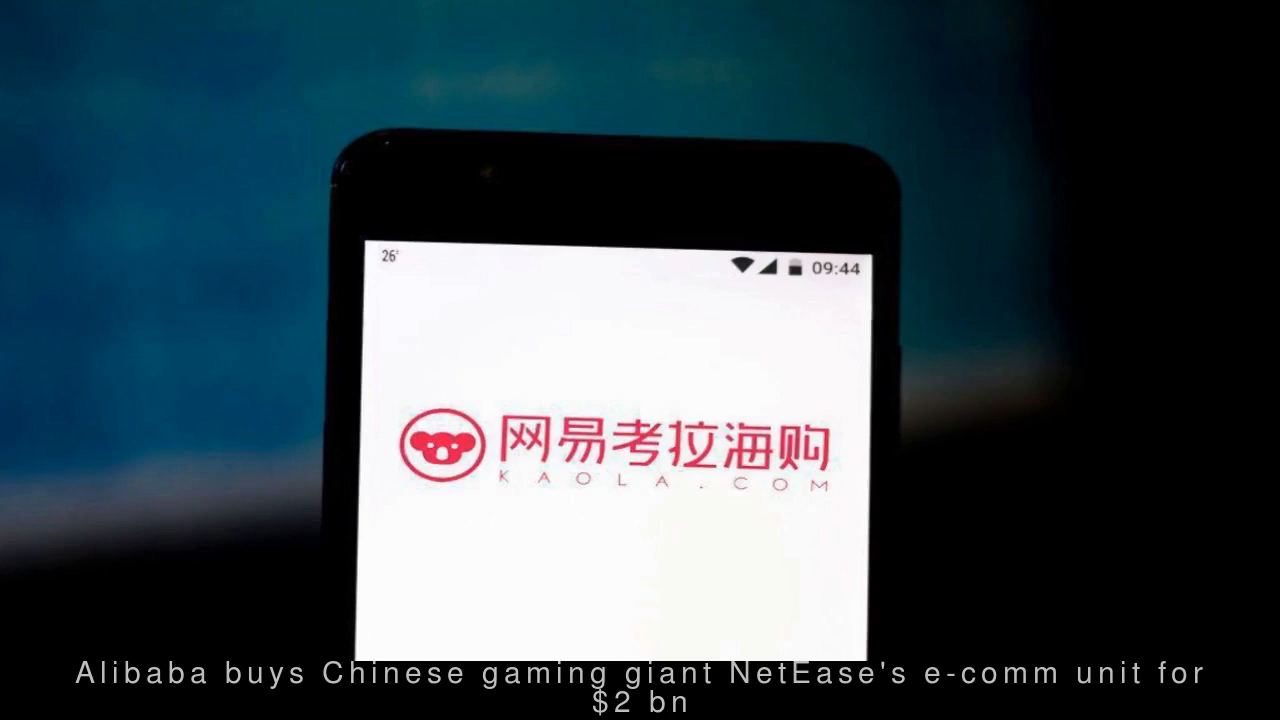 26°
09:44
网易考拉海购
KAOLA.COM
Alibaba buys Chinese gaming giant NetEase's e-comm unit for
$2 bn